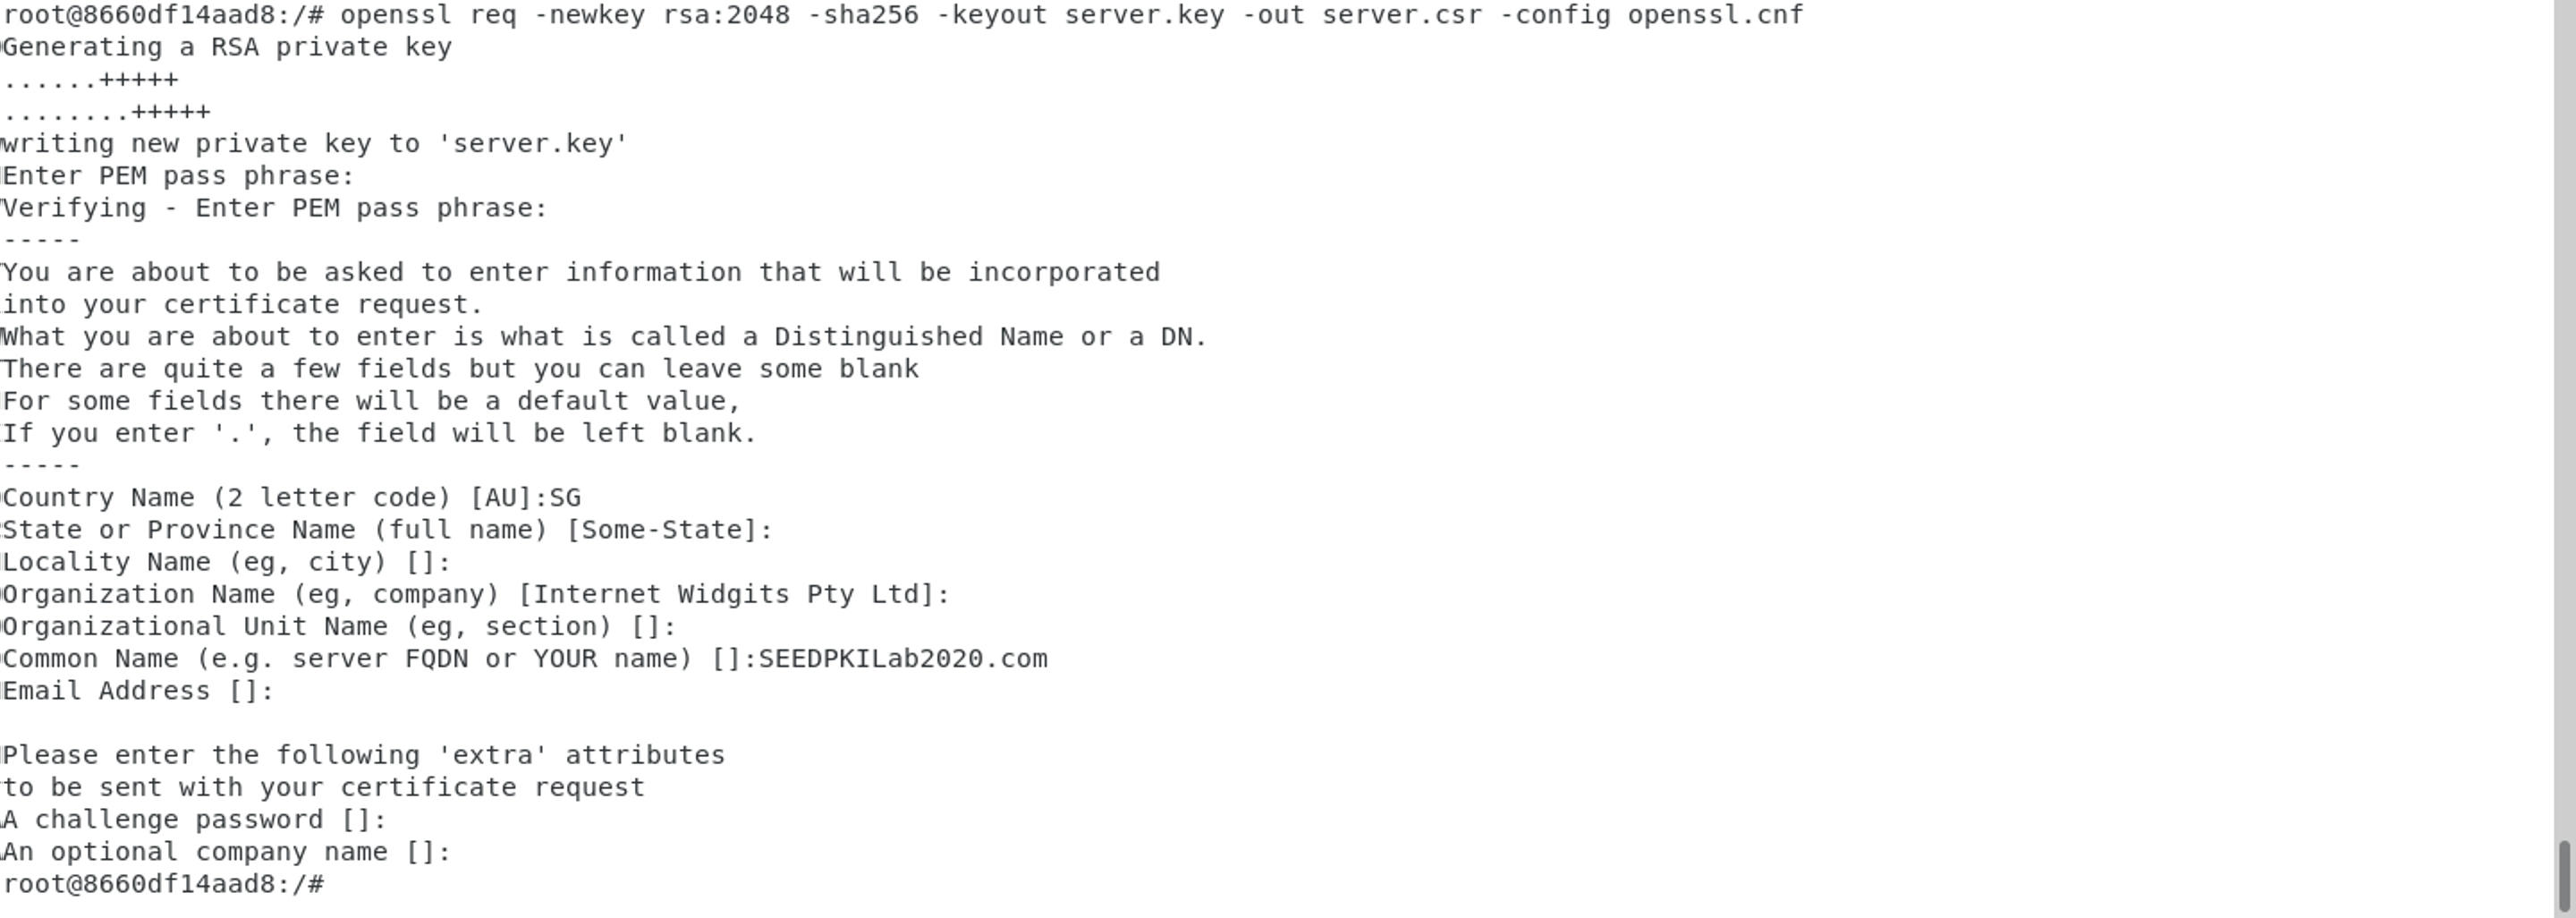 root@8660df14aad8:/# openssl req -newkey rsa:2048 -sha256 -keyout server.key -out server.csr -config openssl.cnf
Generating a RSA private key
......+++++
........+++++
writing new private key to 'server.key'
Enter PEM pass phrase:
Verifying - Enter PEM pass phrase:
-----
You are about to be asked to enter information that will be incorporated
into your certificate request.
What you are about to enter is what is called a Distinguished Name or a DN.
There are quite a few fields but you can leave some blank
For some fields there will be a default value,
If you enter '.', the field will be left blank.
-----
Country Name (2 letter code) [AU]:SG
State or Province Name (full name) [Some-State]:
Locality Name (eg, city) []:
Organization Name (eg, company) [Internet Widgits Pty Ltd]:
Organizational Unit Name (eg, section) []:
Common Name (e.g. server FQDN or YOUR name) []:SEEDPKILab2020.com
Email Address []:

Please enter the following 'extra' attributes
to be sent with your certificate request
A challenge password []:
An optional company name []:
root@8660df14aad8:/#